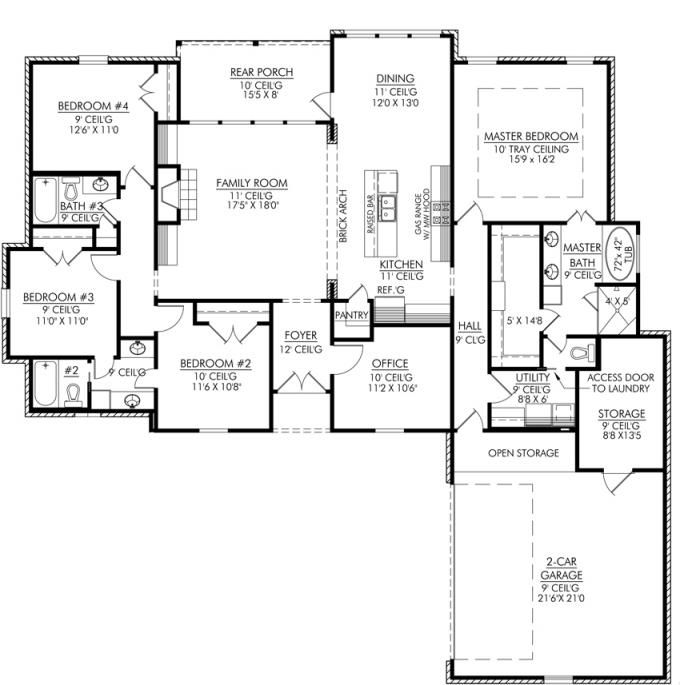 REAR PORCH
10' CEIL'G
15'5 X 8'
DINING
11' CEIL'G
12'0 X 13'0
BEDROOM #4
9' CEIL'G
12'6" X 11'0
MASTER BEDROOM
10' TRAY CEILING
15'9 X 16'2
FAMILY ROOM
11' CEIL'G
17'5" X 18'0"
BATH #3
9' CEIL'G
BRICK ARCH
RAISED BAR
GAS RANGE
W/ MW HOOD
MASTER
BATH
9' CEIL'G
72"x 42"
TUB
KITCHEN
11' CEIL'G
REF.'G
BEDROOM #3
9' CEIL'G
11'0" X 11'0"
4' X 5'
PANTRY
5' X 14'8
HALL
9' CL'G
FOYER
12' CEIL'G
BEDROOM #2
10' CEIL'G
11'6 X 10'8"
OFFICE
10' CEIL'G
11'2 X 10'6"
#2
9' CEIL'G
UTILITY
9' CEIL'G
8'8 X 6'
ACCESS DOOR
TO LAUNDRY
STORAGE
9' CEIL'G
8'8 X13'5
OPEN STORAGE
2-CAR
GARAGE
9' CEIL'G
21'6"X 21'0